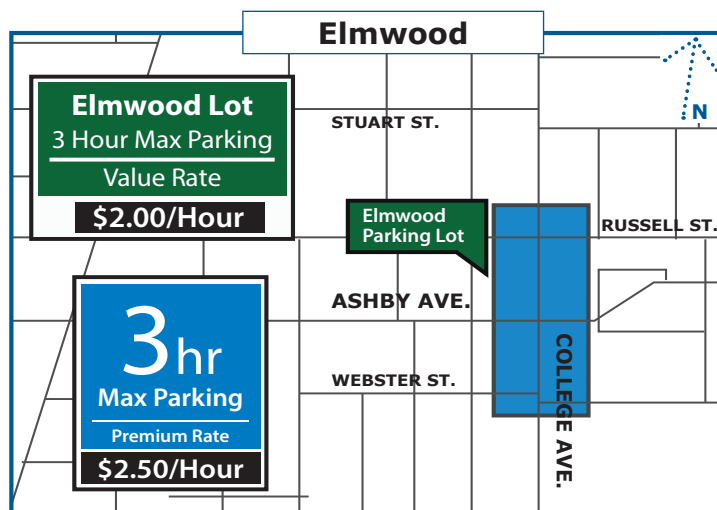 Elmwood
N
Elmwood Lot
3 Hour Max Parking
Value Rate
$2.00/Hour
STUART ST.
Elmwood
Parking Lot
RUSSELL ST.
ASHBY AVE.
WEBSTER ST.
COLLEGE AVE.
3hr
Max Parking
Premium Rate
$2.50/Hour